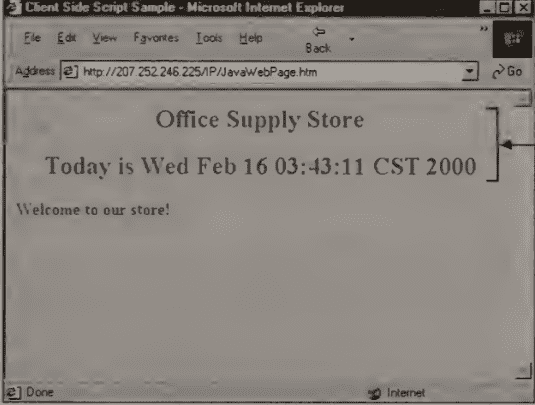 Client Side Script Sample - Microsoft Internet Explorer
File Edit View Favorites Tools Help
Back
»
Address http://207.252.246.225/IP/JavaWebPage.htm Go
Office Supply Store
Today is Wed Feb 16 03:43:11 CST 2000
Welcome to our store!
Done Internet